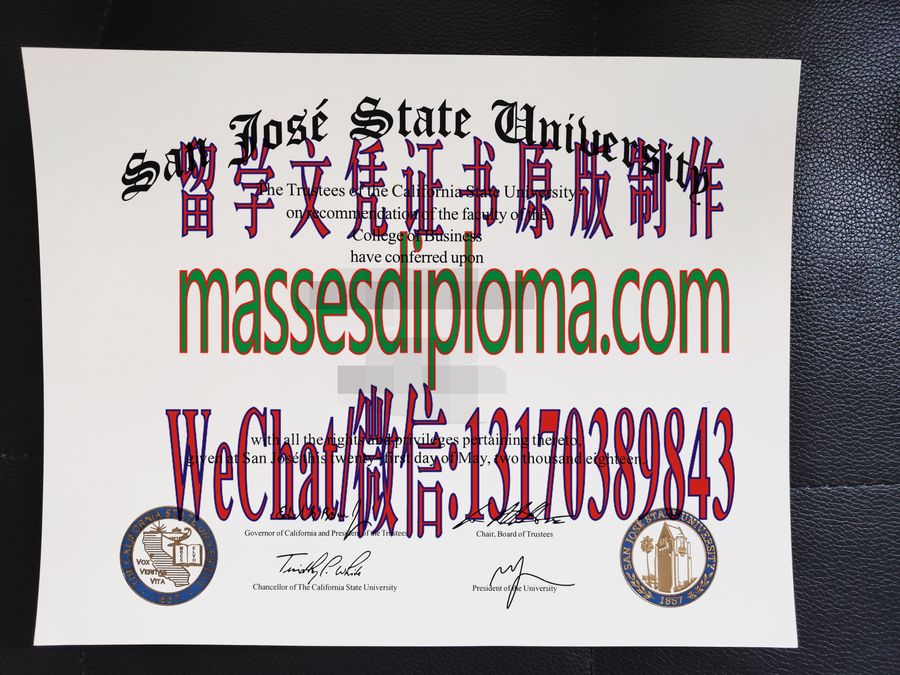 San José State University
留学文凭证书原版制作
The Trustees of the California State University
on recommendation of the faculty of the
College of Business
have conferred upon
massesdiploma.com
WeChat/微信:13170389843
with all the rights and privileges pertaining thereto,
given at San José this twenty-first day of May, two thousand eighteen
Governor of California and President of the Trustees
Chair, Board of Trustees
Timothy P. White
Chancellor of The California State University
President of the University
VOX
VERITAS
VITA
SAN JOSÉ STATE UNIVERSITY
1857